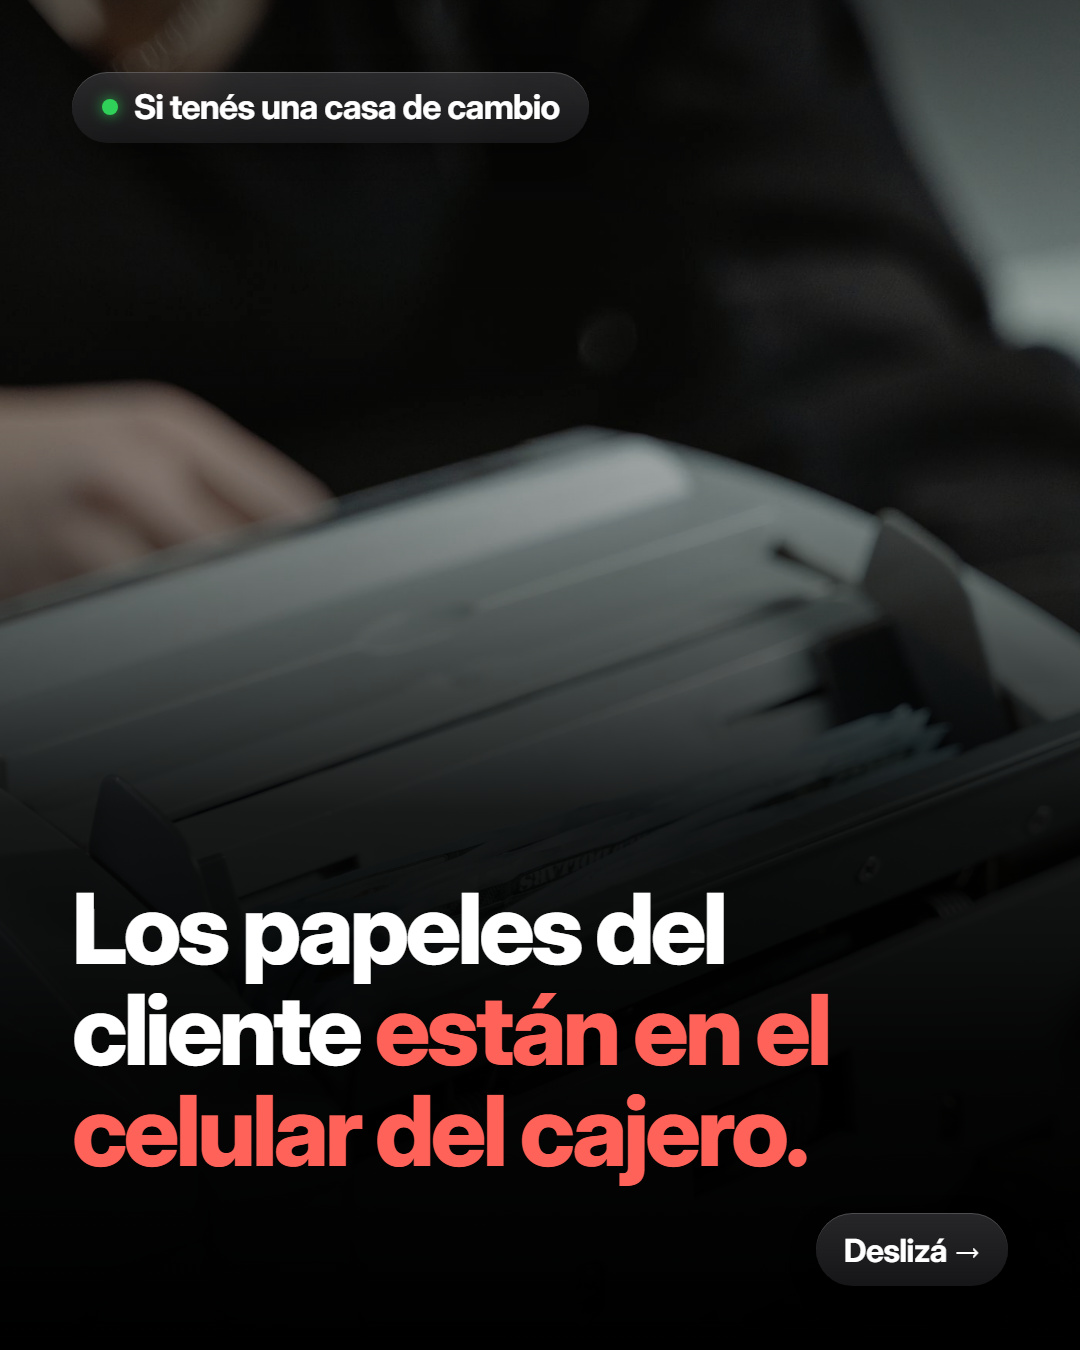 Si tenés una casa de cambio
Los papeles del
cliente están en el
celular del cajero.
Deslizá →